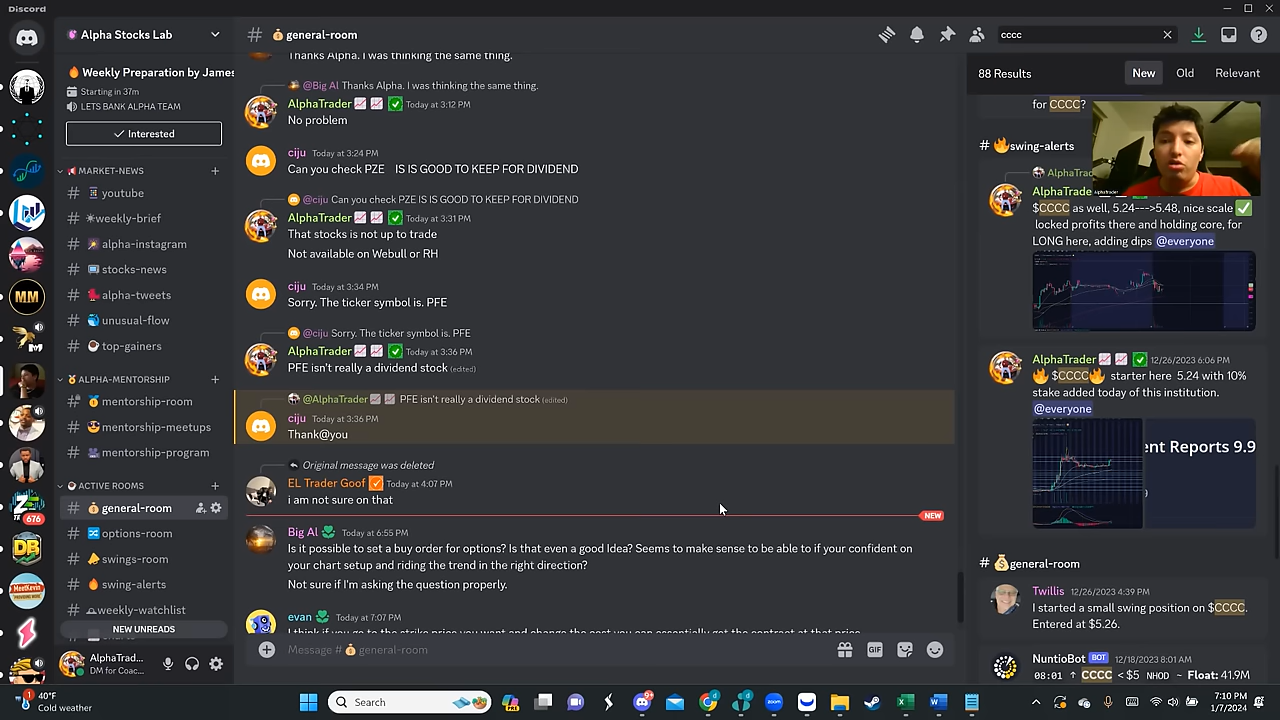 Discord
Alpha Stocks Lab
# general-room
cccc
Weekly Preparation by James
Starting in 37m
LETS BANK ALPHA TEAM
Interested
MARKET-NEWS
# youtube
# weekly-brief
# alpha-instagram
# stocks-news
# alpha-tweets
# unusual-flow
# top-gainers
ALPHA-MENTORSHIP
# mentorship-room
# mentorship-meetups
# mentorship-program
ACTIVE ROOMS
# general-room
# options-room
# swings-room
# swing-alerts
weekly-watchlist
NEW UNREADS
AlphaTrad...
DM for Coac...
MM
676
DB
Thanks Alpha. I was thinking the same thing.
@Big Al Thanks Alpha. I was thinking the same thing.
AlphaTrader Today at 3:12 PM
No problem
ciju Today at 3:24 PM
Can you check PZE IS IS GOOD TO KEEP FOR DIVIDEND
@ciju Can you check PZE IS IS GOOD TO KEEP FOR DIVIDEND
AlphaTrader Today at 3:31 PM
That stocks is not up to trade
Not available on Webull or RH
ciju Today at 3:34 PM
Sorry. The ticker symbol is. PFE
@ciju Sorry. The ticker symbol is. PFE
AlphaTrader Today at 3:36 PM
PFE isn't really a dividend stock (edited)
@AlphaTrader PFE isn't really a dividend stock (edited)
ciju Today at 3:36 PM
Thank@you
Original message was deleted
EL Trader Goof Today at 4:07 PM
i am not sure on that
NEW
Big Al Today at 6:55 PM
Is it possible to set a buy order for options? Is that even a good Idea? Seems to make sense to be able to if your confident on
your chart setup and riding the trend in the right direction?
Not sure if I'm asking the question properly.
evan Today at 7:07 PM
I think if you go to the strike price you want and change the cost you can essentially get the contract at that price
Message # general-room
GIF
88 Results
New
Old
Relevant
for CCCC?
# swing-alerts
AlphaTrader
$CCCC as well, 5.24--->5.48, nice scale
locked profits there and holding core, for
LONG here, adding dips @everyone
AlphaTrader 12/26/2023 6:06 PM
$CCCC starter here 5.24 with 10%
stake added today of this institution.
@everyone
ent Reports 9.9
# general-room
Twillis 12/26/2023 4:39 PM
I started a small swing position on $CCCC.
Entered at $5.26.
NuntioBot BOT 12/18/2023 8:01 AM
08:01 ↑ CCCC < $5 NHOD ~ Float: 41.9M
40°F
Cold weather
Search
7:10 PM
1/7/2024